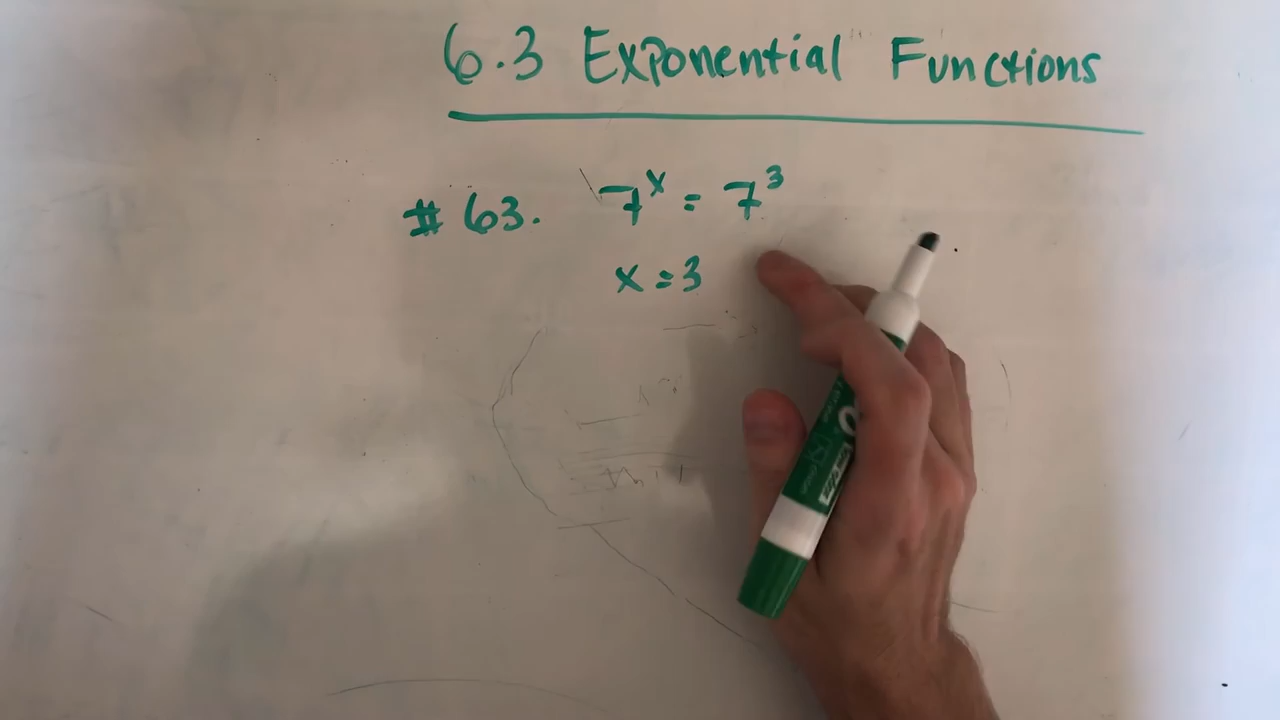 6.3 Exponential Functions
# 63. 7^x = 7^3
x = 3